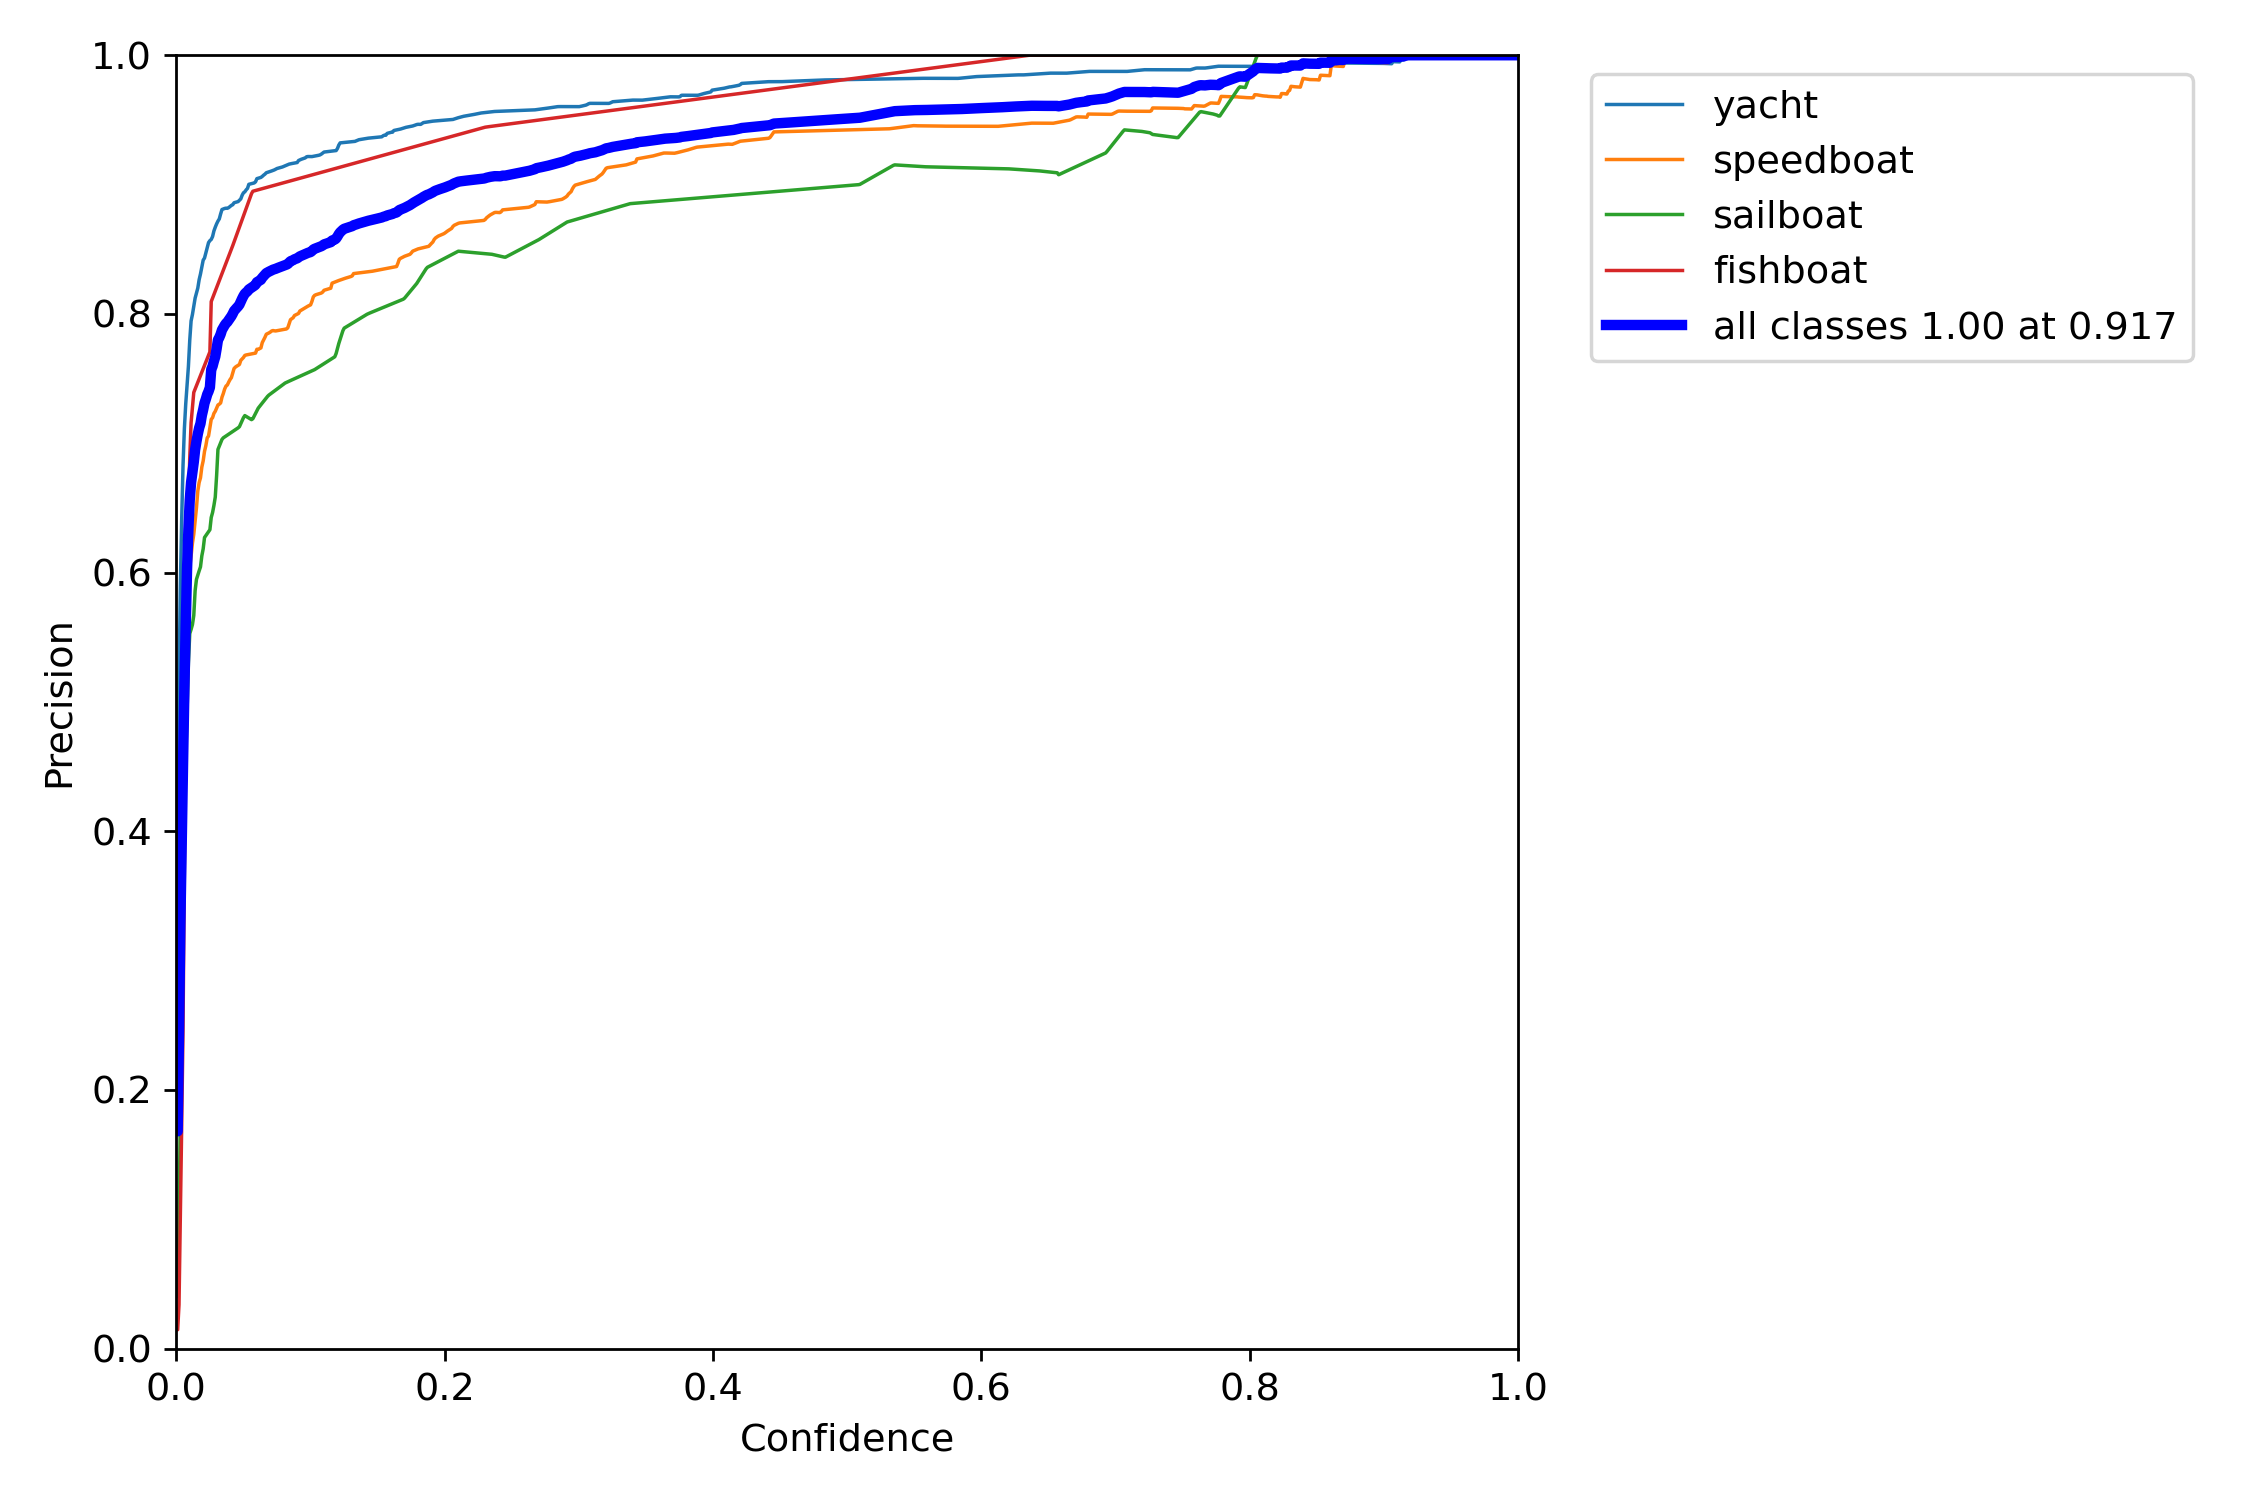 1.0
0.8
0.6
0.4
0.2
0.0
Precision
0.0 0.2 0.4 0.6 0.8 1.0
Confidence
yacht
speedboat
sailboat
fishboat
all classes 1.00 at 0.917